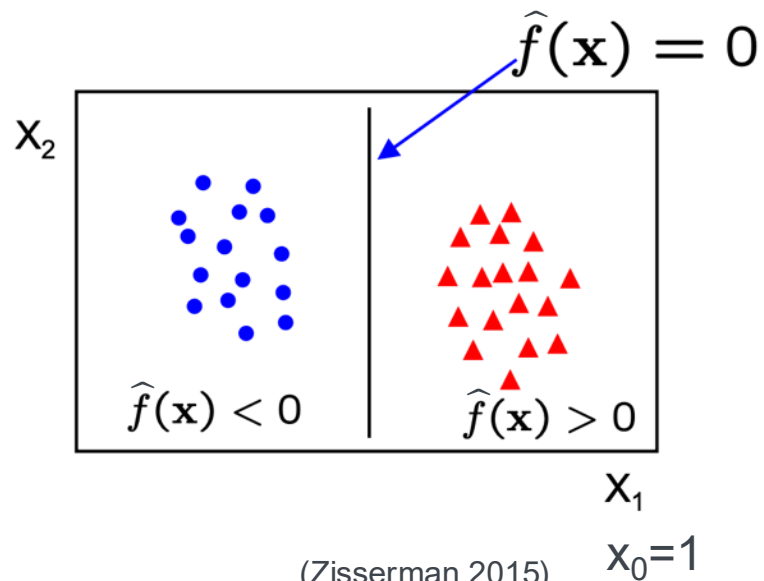 f̂(x) = 0
X₂
f̂(x) < 0
f̂(x) > 0
X₁
x₀=1
(Zisserman 2015)